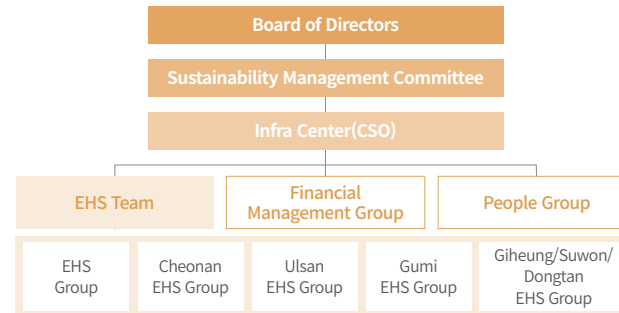 Board of Directors
Sustainability Management Committee
Infra Center(CSO)
EHS Team
Financial
Management Group
People Group
EHS
Group
Cheonan
EHS Group
Ulsan
EHS Group
Gumi
EHS Group
Giheung/Suwon/
Dongtan
EHS Group